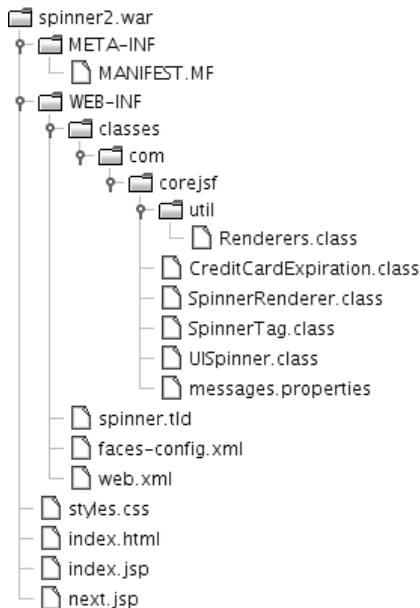 spinner2.war
META-INF
MANIFEST.MF
WEB-INF
classes
com
corejsf
util
Renderers.class
CreditCardExpiration.class
SpinnerRenderer.class
SpinnerTag.class
UISpinner.class
messages.properties
spinner.tld
faces-config.xml
web.xml
styles.css
index.html
index.jsp
next.jsp